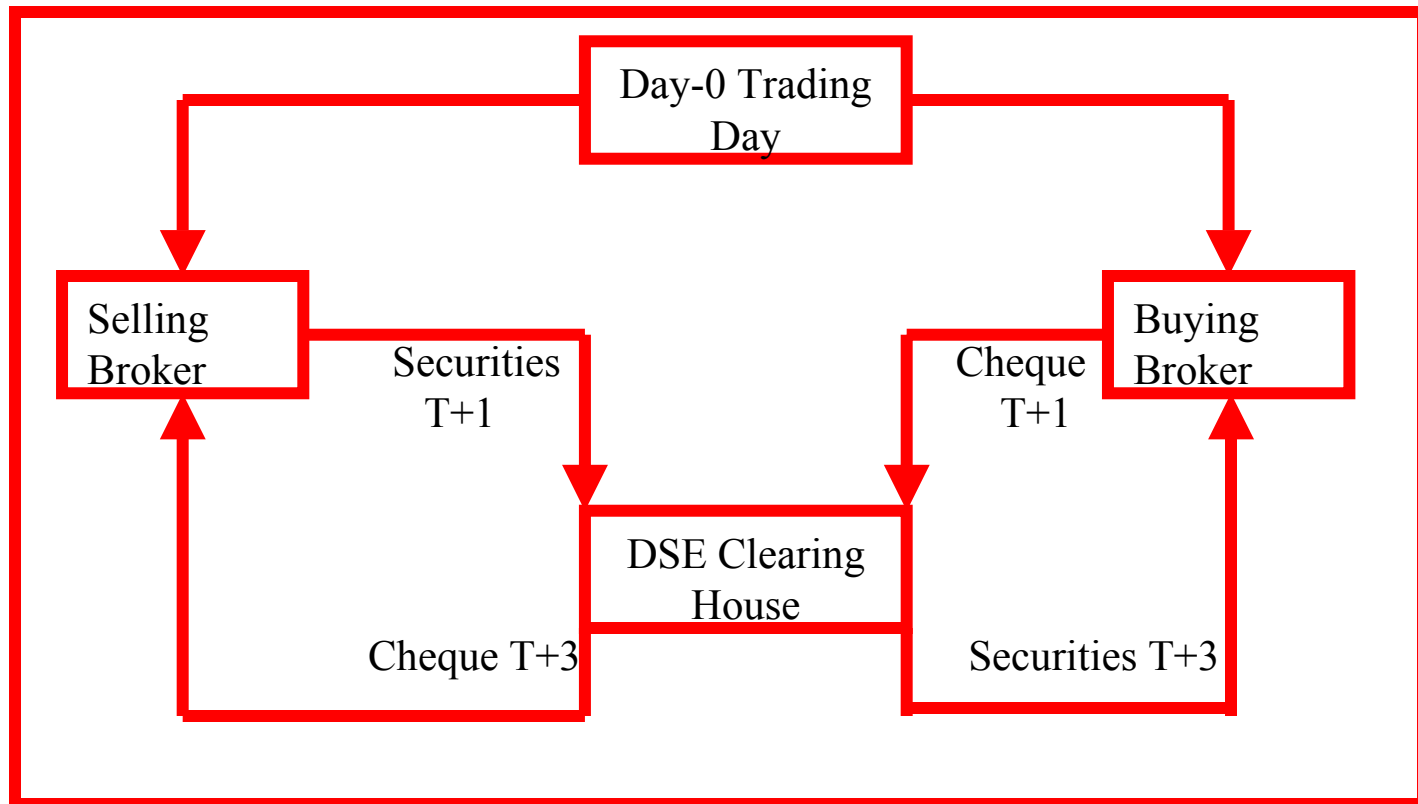 Day-0 Trading
Day
Selling
Broker
Securities
T+1
Cheque
T+1
Buying
Broker
DSE Clearing
House
Cheque T+3
Securities T+3